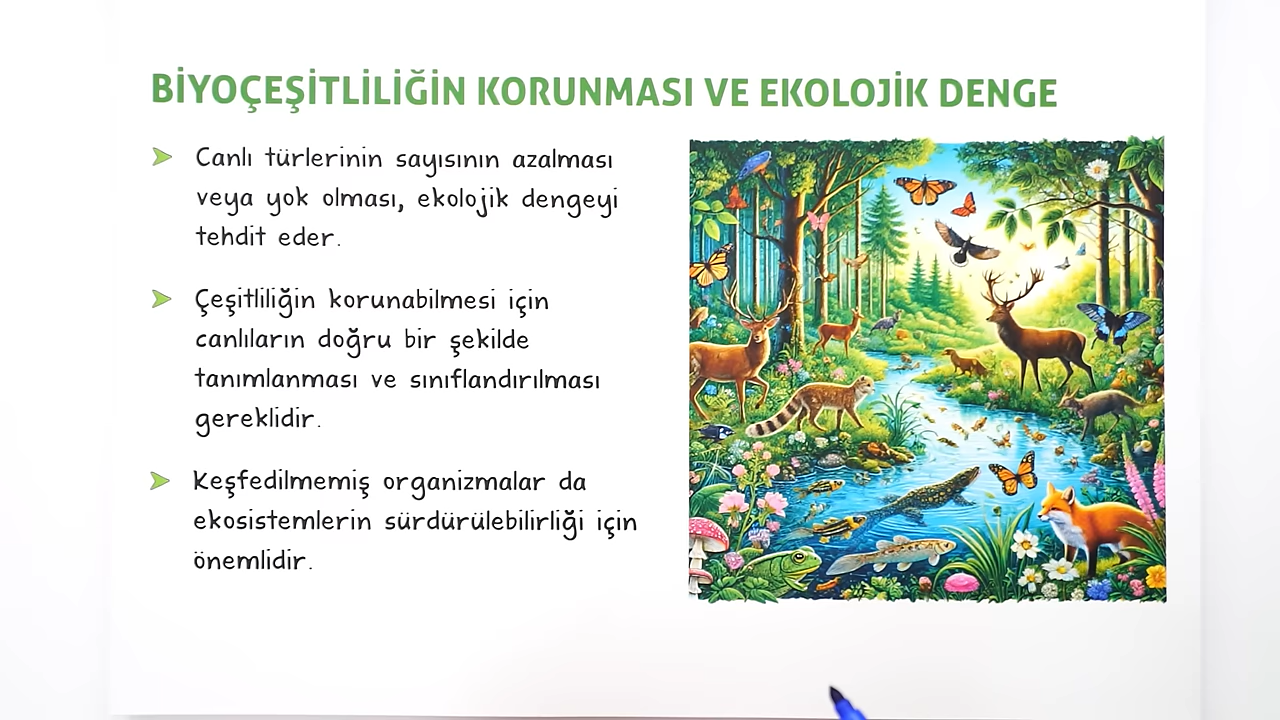 BİYOÇEŞİTLİLİĞİN KORUNMASI VE EKOLOJİK DENGE
Canlı türlerinin sayısının azalması
veya yok olması, ekolojik dengeyi
tehdit eder.
Çeşitliliğin korunabilmesi için
canlıların doğru bir şekilde
tanımlanması ve sınıflandırılması
gereklidir.
Keşfedilmemiş organizmalar da
ekosistemlerin sürdürülebilirliği için
önemlidir.